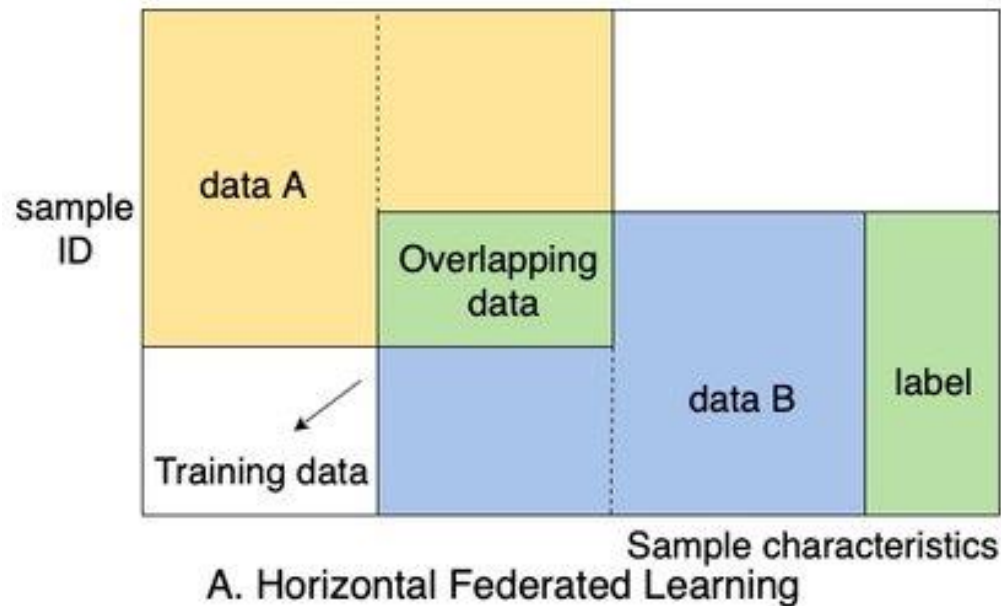 data A
sample
ID
Overlapping
data
data B
label
Training data
Sample characteristics
A. Horizontal Federated Learning